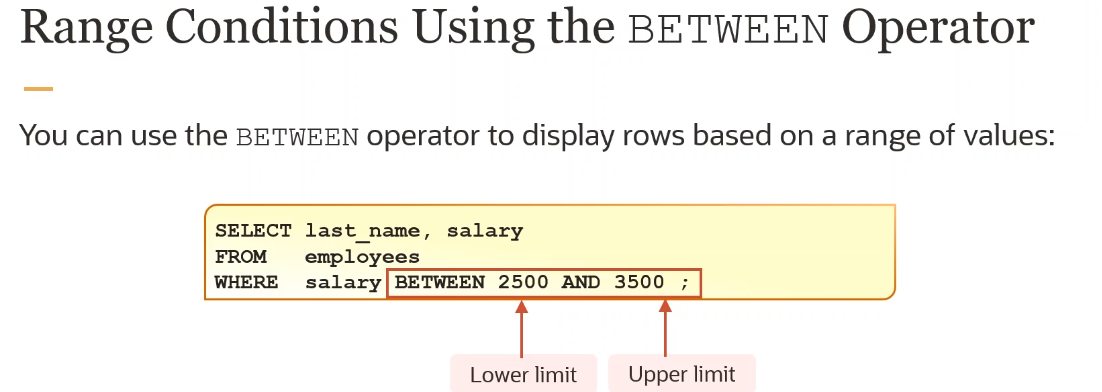 Range Conditions Using the BETWEEN Operator
You can use the BETWEEN operator to display rows based on a range of values:
SELECT last_name, salary
FROM   employees
WHERE  salary BETWEEN 2500 AND 3500 ;
Lower limit
Upper limit